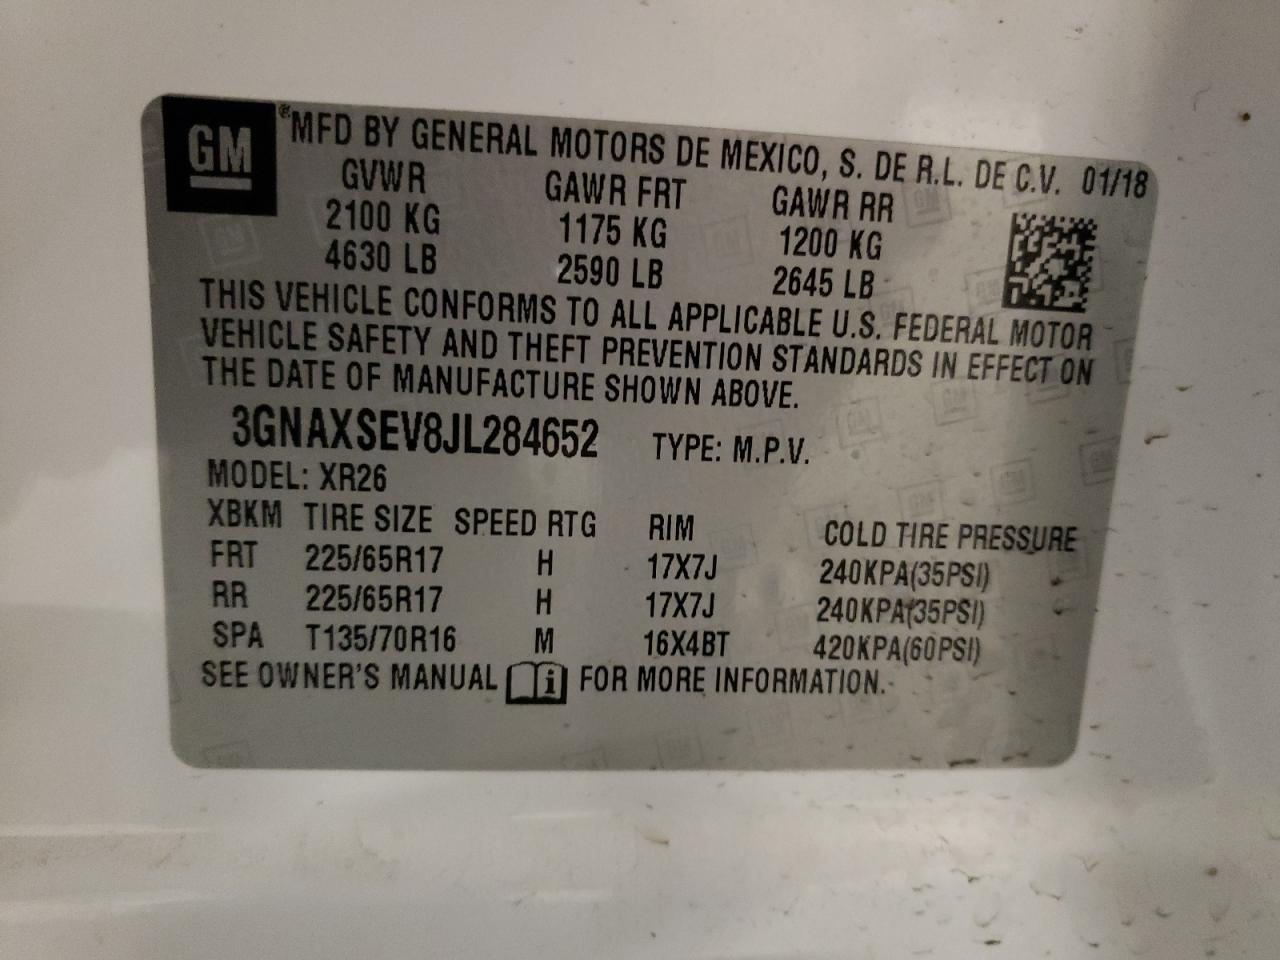 GM
®MFD BY GENERAL MOTORS DE MEXICO, S. DE R.L. DE C.V. 01/18
GVWR GAWR FRT GAWR RR
2100 KG 1175 KG 1200 KG
4630 LB 2590 LB 2645 LB
THIS VEHICLE CONFORMS TO ALL APPLICABLE U.S. FEDERAL MOTOR
VEHICLE SAFETY AND THEFT PREVENTION STANDARDS IN EFFECT ON
THE DATE OF MANUFACTURE SHOWN ABOVE.
3GNAXSEV8JL284652 TYPE: M.P.V.
MODEL: XR26
XBKM TIRE SIZE SPEED RTG RIM COLD TIRE PRESSURE
FRT 225/65R17 H 17X7J 240KPA(35PSI)
RR 225/65R17 H 17X7J 240KPA(35PSI)
SPA T135/70R16 M 16X4BT 420KPA(60PSI)
SEE OWNER'S MANUAL i FOR MORE INFORMATION.